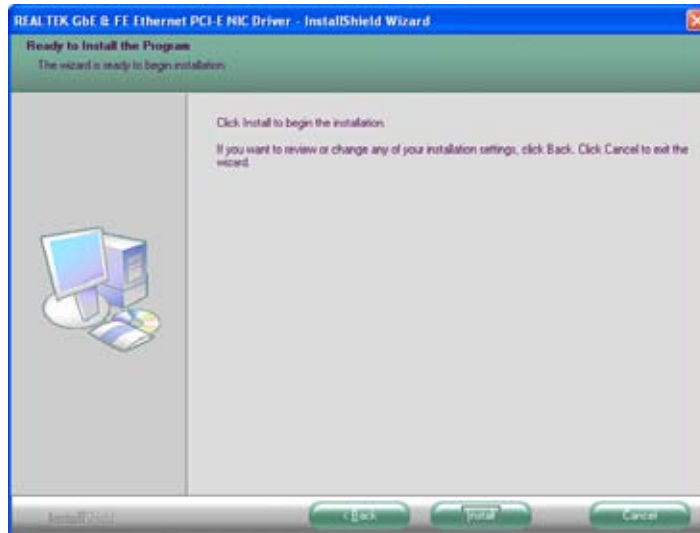 REALTEK GbE & FE Ethernet PCI-E NIC Driver - InstallShield Wizard
Ready to Install the Program
The wizard is ready to begin installation.
Click Install to begin the installation.
If you want to review or change any of your installation settings, click Back. Click Cancel to exit the
wizard.
InstallShield
< Back
Install
Cancel